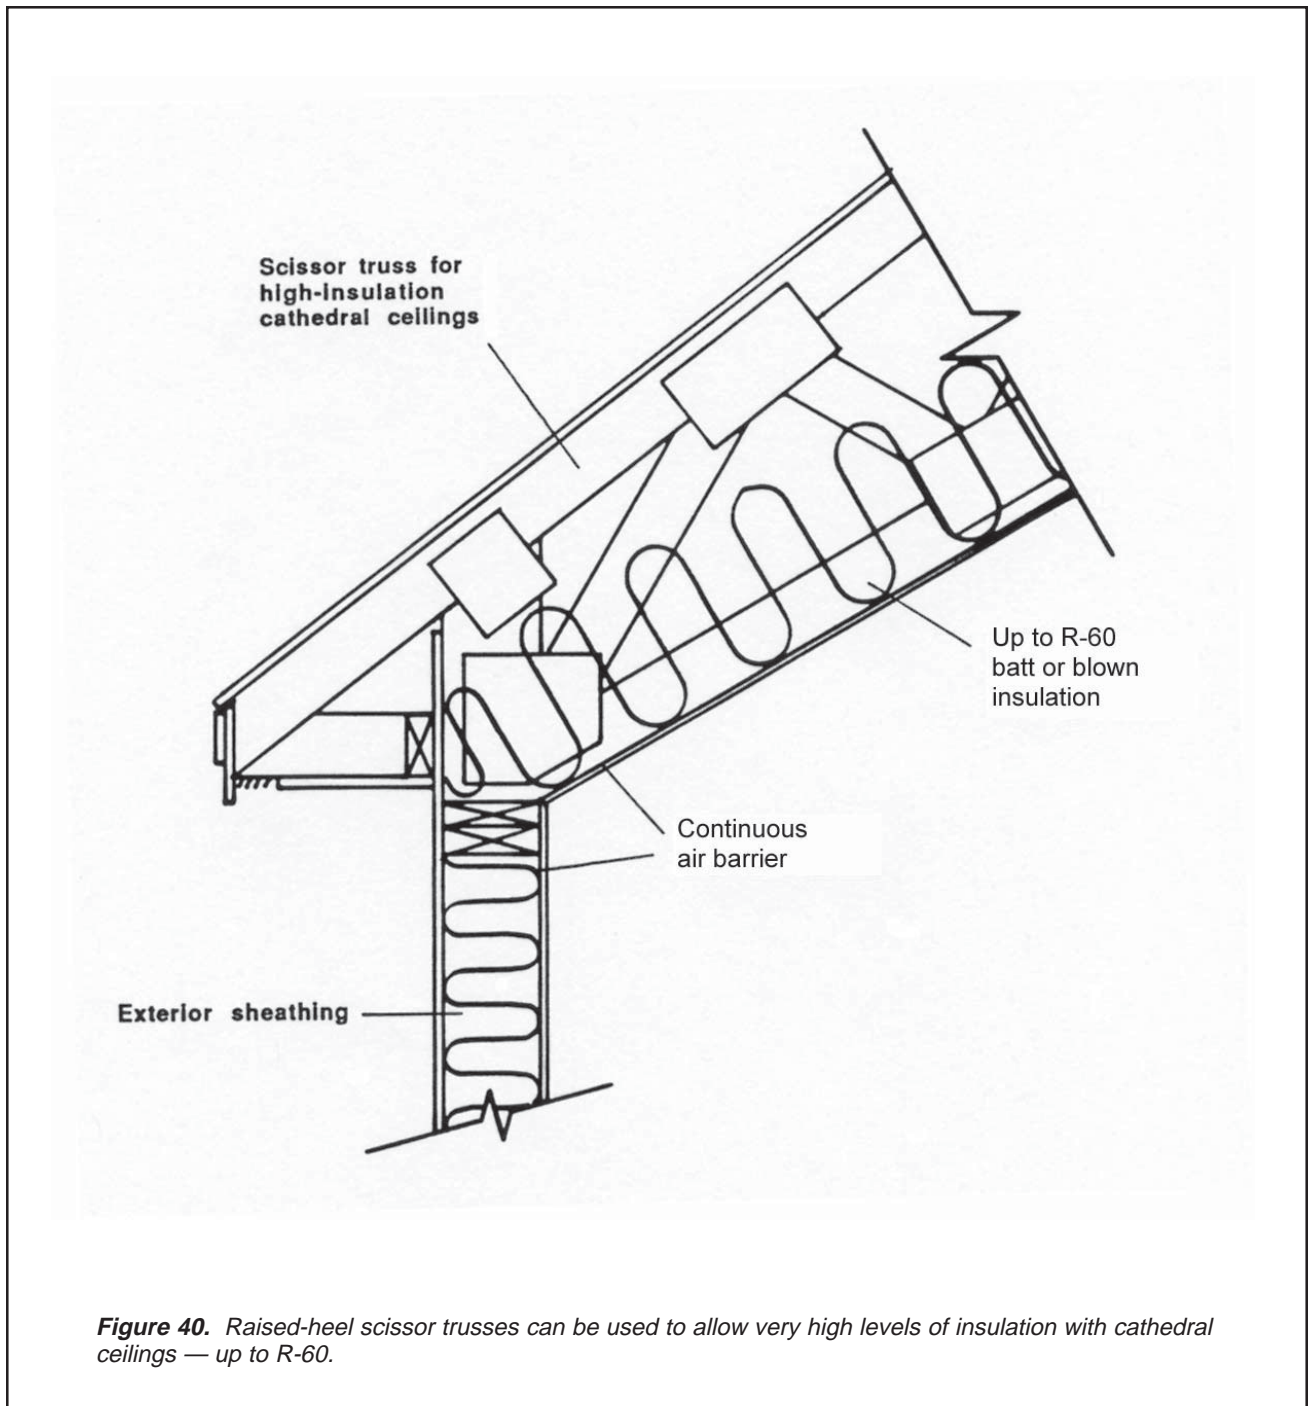 Scissor truss for
high-insulation
cathedral ceilings
Up to R-60
batt or blown
insulation
Continuous
air barrier
Exterior sheathing
Figure 40. Raised-heel scissor trusses can be used to allow very high levels of insulation with cathedral
ceilings — up to R-60.